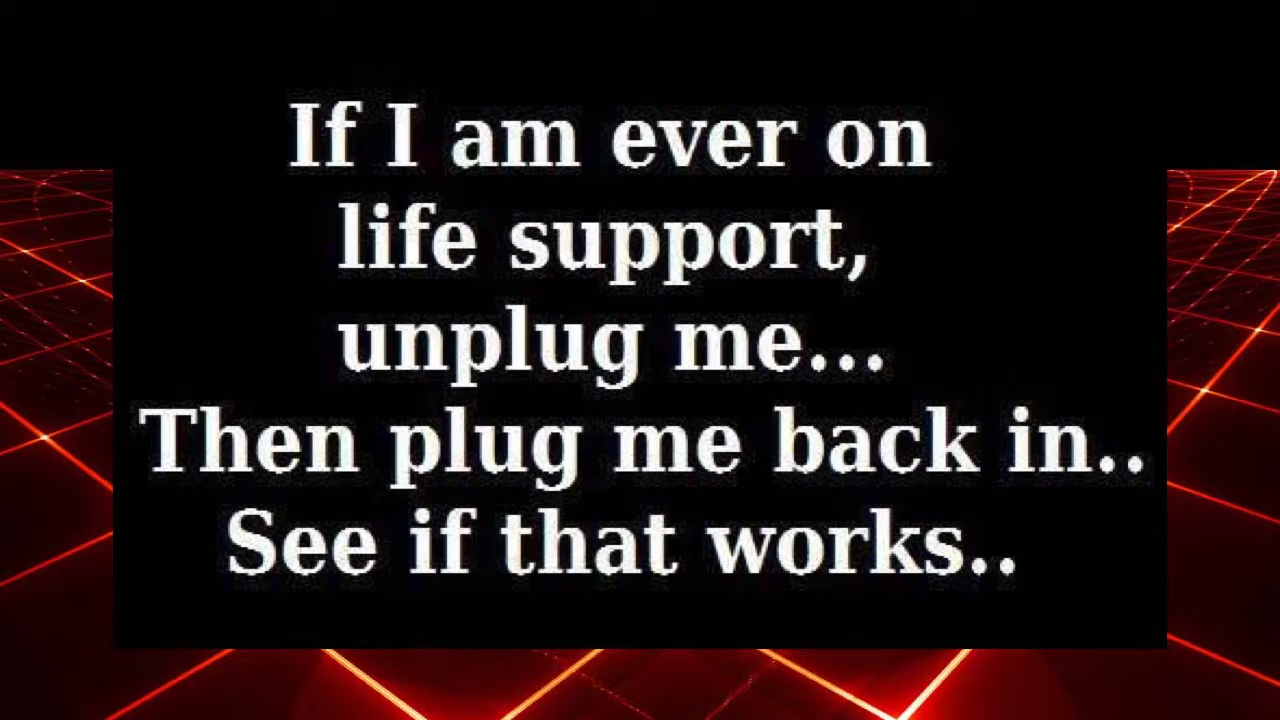 If I am ever on
life support,
unplug me...
Then plug me back in..
See if that works..